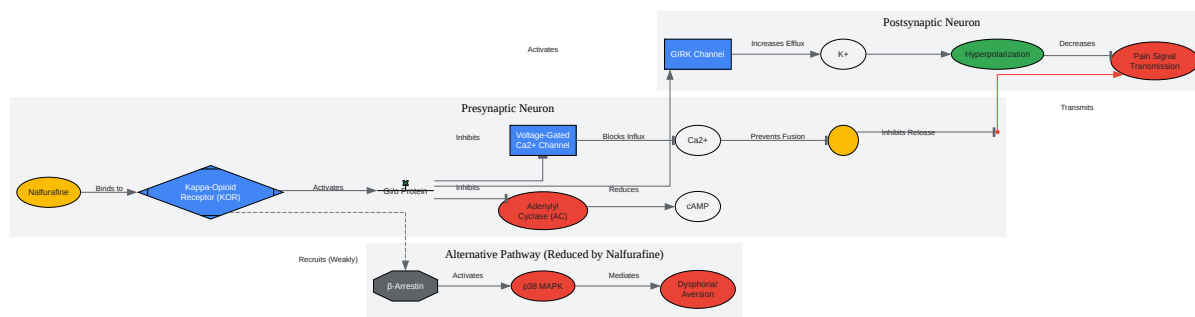 Postsynaptic Neuron
Activates
GIRK Channel
Increases Efflux
K+
Hyperpolarization
Decreases
Pain Signal
Transmission
Transmits
Presynaptic Neuron
Inhibits
Voltage-Gated
Ca2+ Channel
Blocks Influx
Ca2+
Prevents Fusion
Inhibits Release
Nalfurafine
Binds to
Kappa-Opioid
Receptor (KOR)
Activates
Gi/o Protein
Inhibits
Adenylyl
Cyclase (AC)
Reduces
cAMP
Recruits (Weakly)
Alternative Pathway (Reduced by Nalfurafine)
β-Arrestin
Activates
p38 MAPK
Mediates
Dysphoria/
Aversion